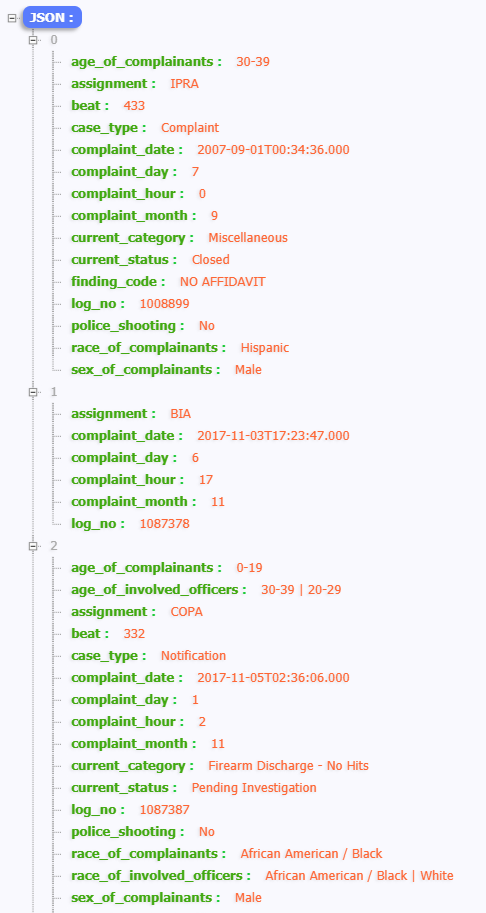 JSON :
0
age_of_complainants : 30-39
assignment : IPRA
beat : 433
case_type : Complaint
complaint_date : 2007-09-01T00:34:36.000
complaint_day : 7
complaint_hour : 0
complaint_month : 9
current_category : Miscellaneous
current_status : Closed
finding_code : NO AFFIDAVIT
log_no : 1008899
police_shooting : No
race_of_complainants : Hispanic
sex_of_complainants : Male
1
assignment : BIA
complaint_date : 2017-11-03T17:23:47.000
complaint_day : 6
complaint_hour : 17
complaint_month : 11
log_no : 1087378
2
age_of_complainants : 0-19
age_of_involved_officers : 30-39 | 20-29
assignment : COPA
beat : 332
case_type : Notification
complaint_date : 2017-11-05T02:36:06.000
complaint_day : 1
complaint_hour : 2
complaint_month : 11
current_category : Firearm Discharge - No Hits
current_status : Pending Investigation
log_no : 1087387
police_shooting : No
race_of_complainants : African American / Black
race_of_involved_officers : African American / Black | White
sex_of_complainants : Male